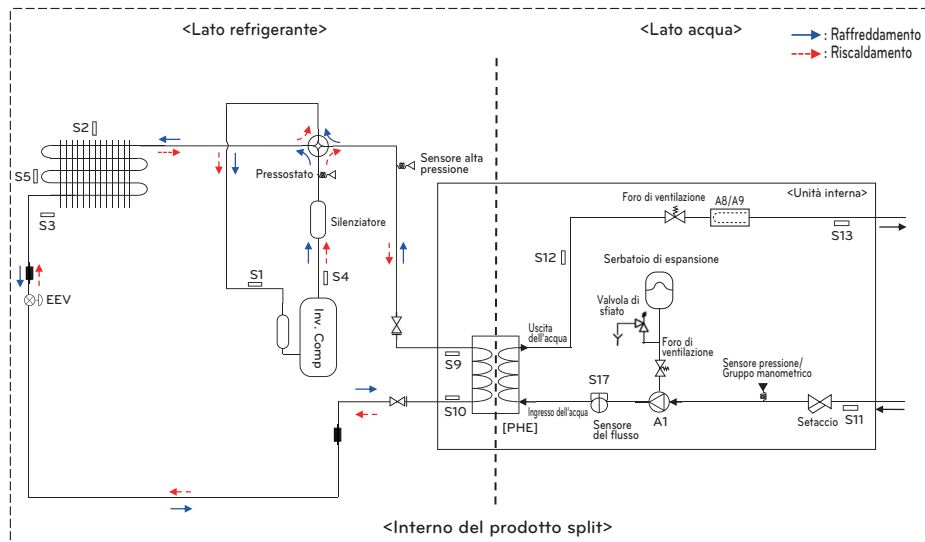 <Lato refrigerante>
<Lato acqua>
: Raffreddamento
: Riscaldamento
S2
S5
S3
EEV
Pressostato
Sensore alta
pressione
Silenziatore
S1
S4
Inv. Comp
S9
S10
[PHE]
<Unità interna>
Foro di ventilazione
A8/A9
S13
S12
Serbatoio di espansione
Valvola di
sfiato
Uscita
dell'acqua
Foro di
ventilazione
Sensore pressione/
Gruppo manometrico
S17
Ingresso dell'acqua
Sensore
del flusso
A1
Setaccio
S11
<Interno del prodotto split>